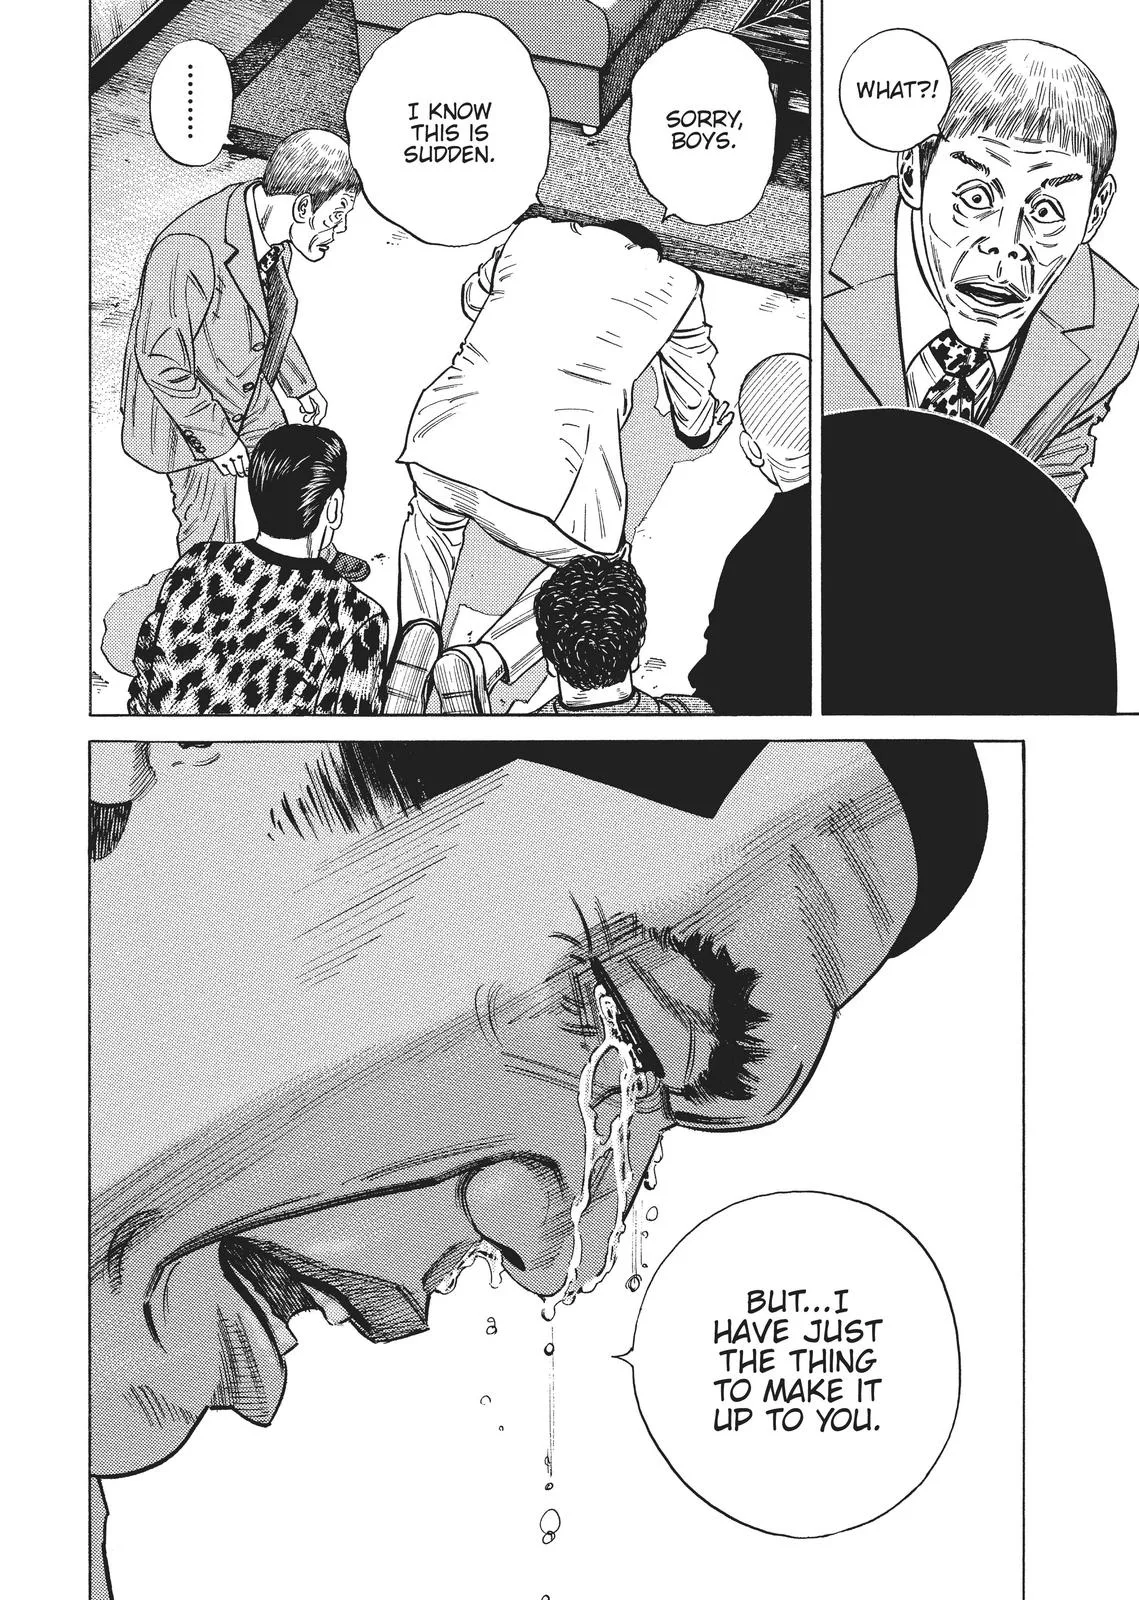 WHAT?!
SORRY,
BOYS.
I KNOW
THIS IS
SUDDEN.
.........
BUT...I
HAVE JUST
THE THING
TO MAKE IT
UP TO YOU.